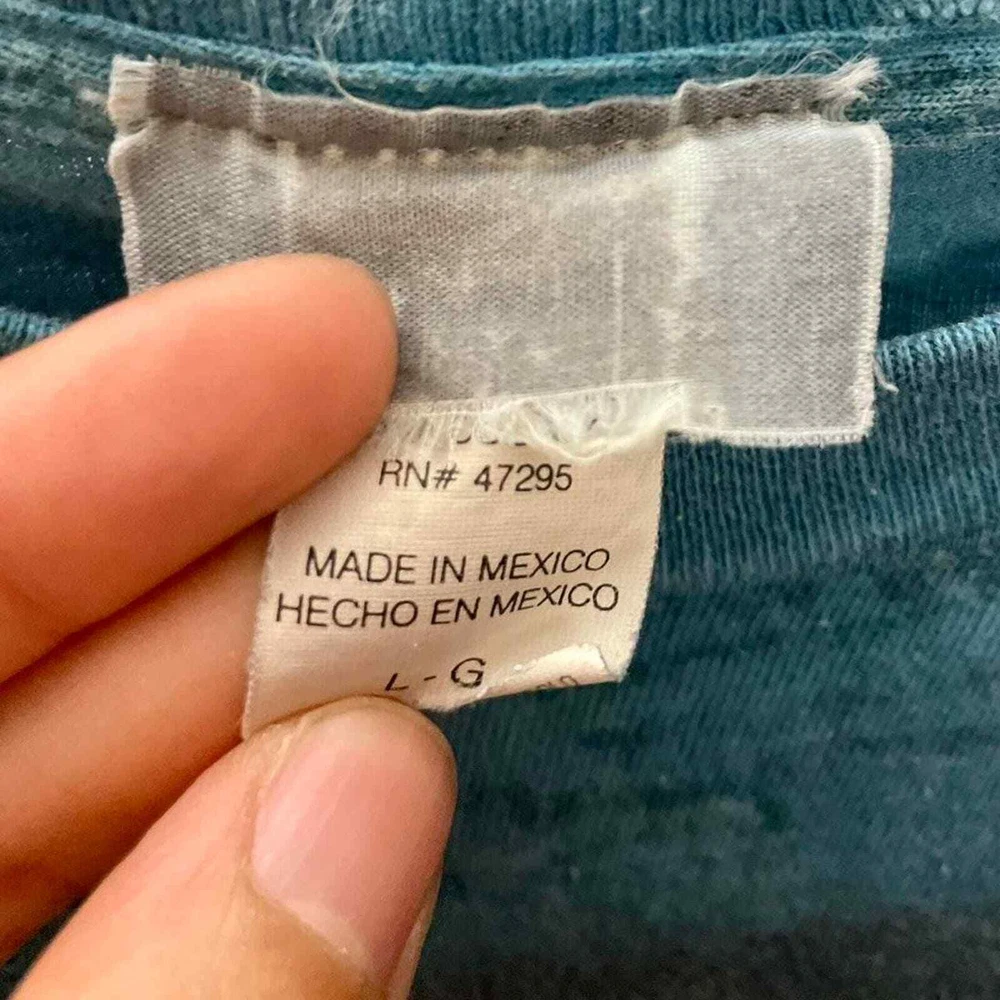 RN# 47295
MADE IN MEXICO
HECHO EN MEXICO
L - G